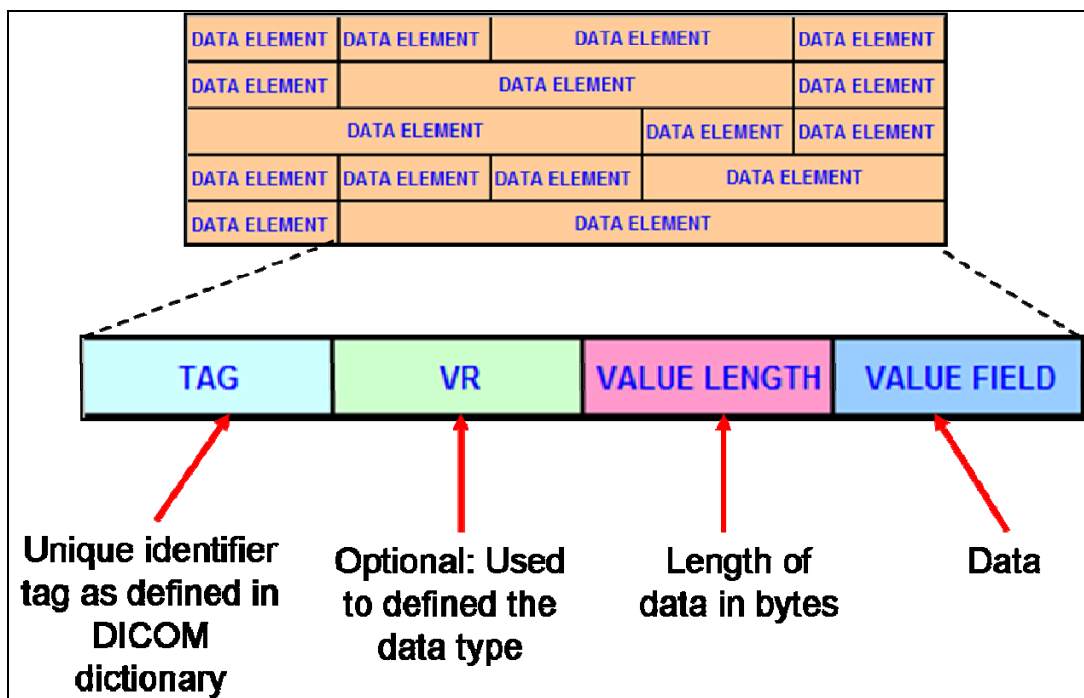 DATA ELEMENT DATA ELEMENT DATA ELEMENT DATA ELEMENT
DATA ELEMENT DATA ELEMENT DATA ELEMENT
DATA ELEMENT DATA ELEMENT DATA ELEMENT
DATA ELEMENT DATA ELEMENT DATA ELEMENT DATA ELEMENT
DATA ELEMENT DATA ELEMENT
TAG VR VALUE LENGTH VALUE FIELD
Unique identifier
tag as defined in
DICOM
dictionary
Optional: Used
to defined the
data type
Length of
data in bytes
Data